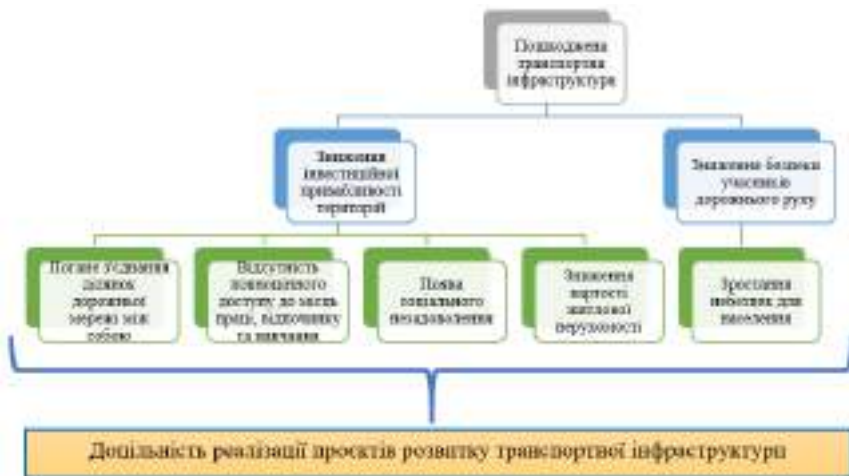 Пошкоджена
транспортна
інфраструктура
Зниження
інвестиційної
привабливості
територій
Зниження безпеки
учасників
дорожнього руху
Погане з'єднання
ділянок
дорожньої
мережі між
собою
Відсутність
повноцінного
доступу до місць
праці, відпочинку
та навчання
Поява
соціального
незадоволення
Зниження
вартості
житлової
нерухомості
Зростання
небезпек для
населення
Доцільність реалізації проєктів розвитку транспортної інфраструктури